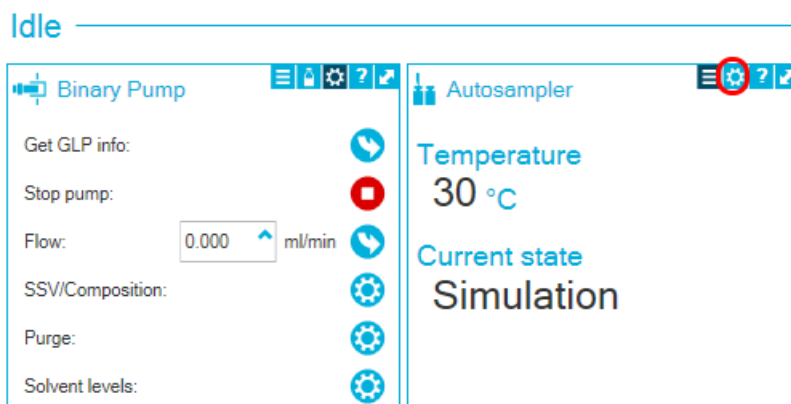 Idle
Binary Pump
?
Get GLP info:
Stop pump:
Flow: 0.000 ml/min
SSV/Composition:
Purge:
Solvent levels:
Autosampler
?
Temperature
30 °C
Current state
Simulation